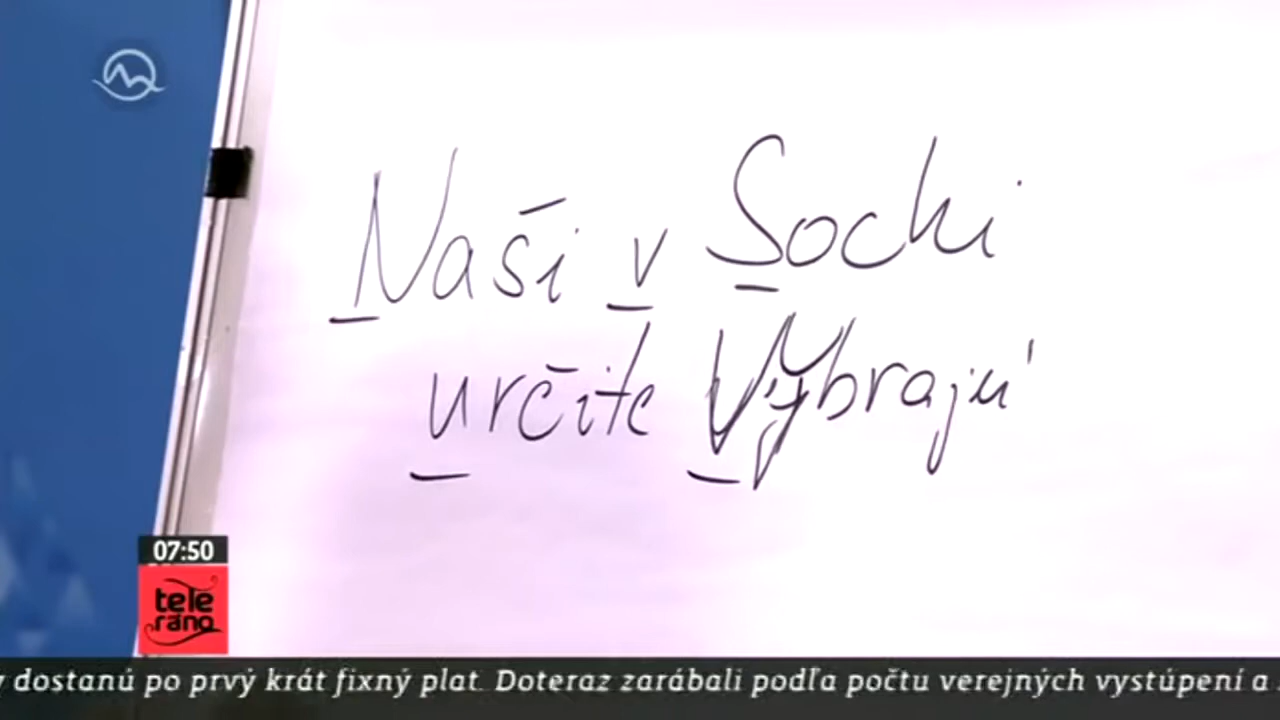 Naši v Sochi
určite Vybrajú
07:50
tele
ráno
dostanú po prvý krát fixný plat. Doteraz zarábali podľa počtu verejných vystúpení a